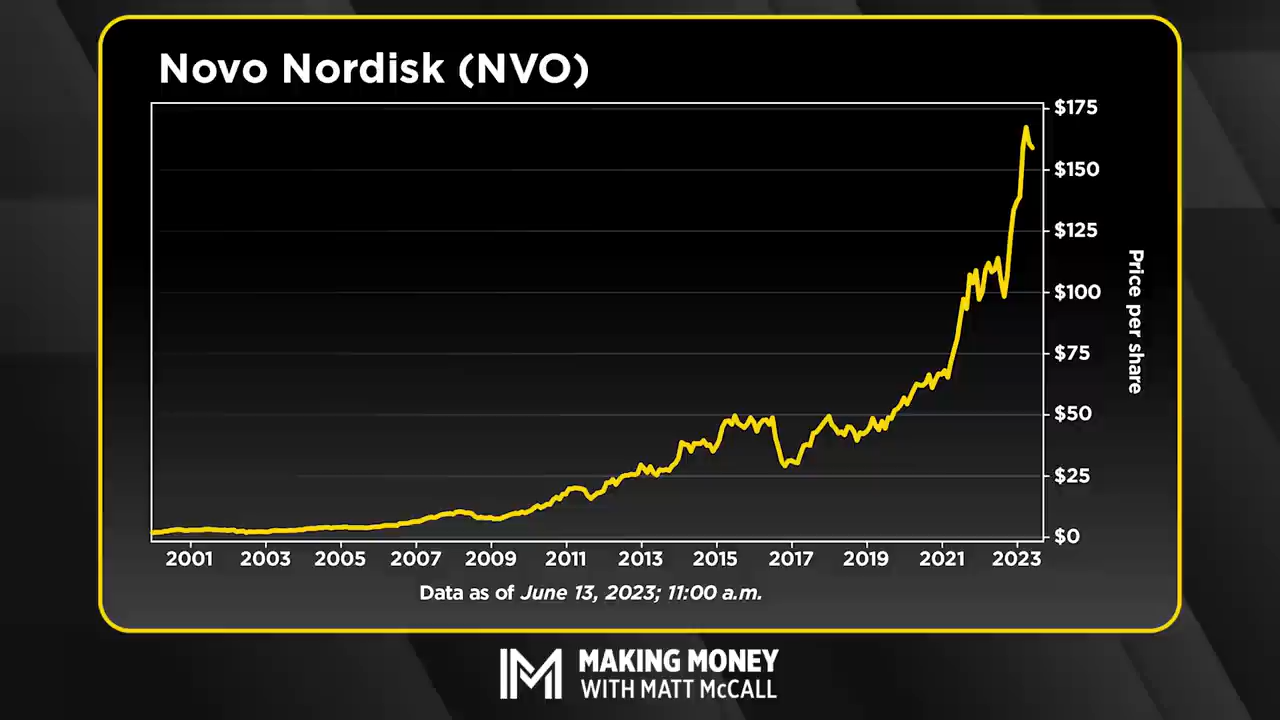 Novo Nordisk (NVO)
$175
$150
$125
$100
$75
$50
$25
$0
Price per share
2001 2003 2005 2007 2009 2011 2013 2015 2017 2019 2021 2023
Data as of June 13, 2023; 11:00 a.m.
MAKING MONEY
WITH MATT McCALL